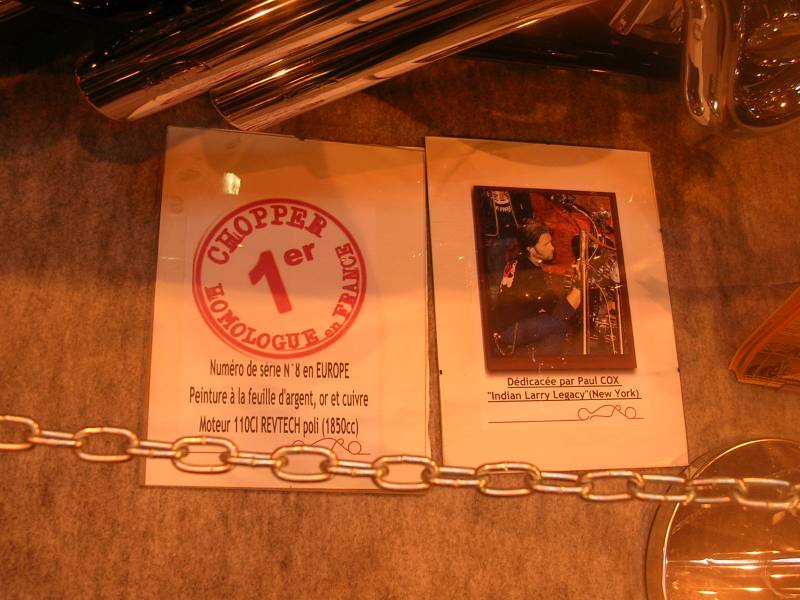 CHOPPER
1er
HOMOLOGUE en FRANCE
Numéro de série N°8 en EUROPE
Peinture à la feuille d'argent, or et cuivre
Moteur 110CI REVTECH poli (1850cc)
Dédicacée par Paul COX
"Indian Larry Legacy"(New York)